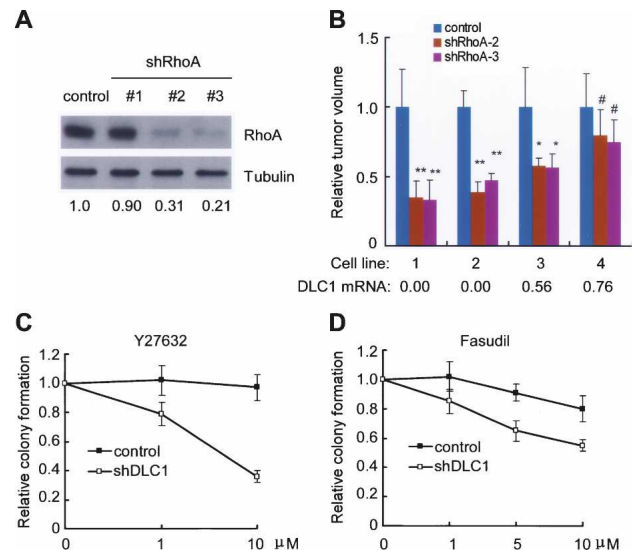 A
shRhoA
control #1 #2 #3
RhoA
Tubulin
1.0 0.90 0.31 0.21
B
control
shRhoA-2
shRhoA-3
Relative tumor volume
1.5
1.0
0.5
0
** ** ** ** * * # #
Cell line: 1 2 3 4
DLC1 mRNA: 0.00 0.00 0.56 0.76
C
Y27632
Relative colony formation
1.2
1.0
0.8
0.6
0.4
0.2
0
control
shDLC1
0 1 10 μM
D
Fasudil
Relative colony formation
1.2
1.0
0.8
0.6
0.4
0.2
0
control
shDLC1
0 1 5 10 μM